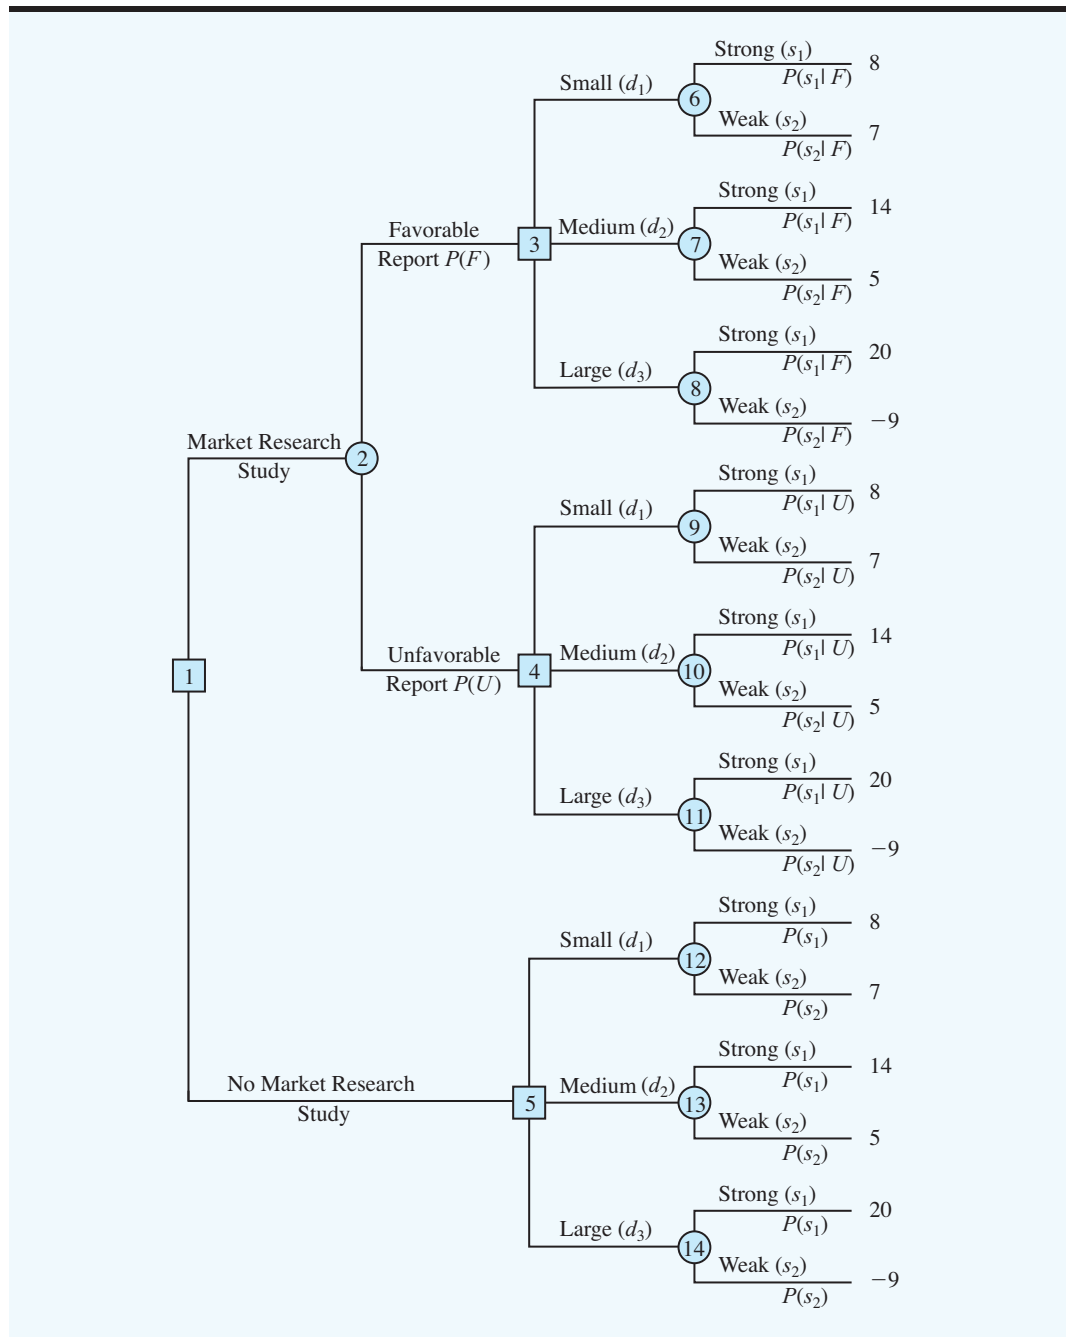 Strong (s₁)
8
P(s₁| F)
Small (d₁)
6
Weak (s₂)
7
P(s₂| F)
Strong (s₁)
14
P(s₁| F)
Favorable
Report P(F)
3
Medium (d₂)
7
Weak (s₂)
5
P(s₂| F)
Strong (s₁)
20
P(s₁| F)
Large (d₃)
8
Weak (s₂)
−9
P(s₂| F)
Market Research
Study
2
Strong (s₁)
8
P(s₁| U)
Small (d₁)
9
Weak (s₂)
7
P(s₂| U)
Strong (s₁)
14
P(s₁| U)
Unfavorable
Report P(U)
4
Medium (d₂)
10
Weak (s₂)
5
P(s₂| U)
1
Strong (s₁)
20
P(s₁| U)
Large (d₃)
11
Weak (s₂)
−9
P(s₂| U)
Strong (s₁)
8
P(s₁)
Small (d₁)
12
Weak (s₂)
7
P(s₂)
Strong (s₁)
14
P(s₁)
No Market Research
Study
5
Medium (d₂)
13
Weak (s₂)
5
P(s₂)
Strong (s₁)
20
P(s₁)
Large (d₃)
14
Weak (s₂)
−9
P(s₂)